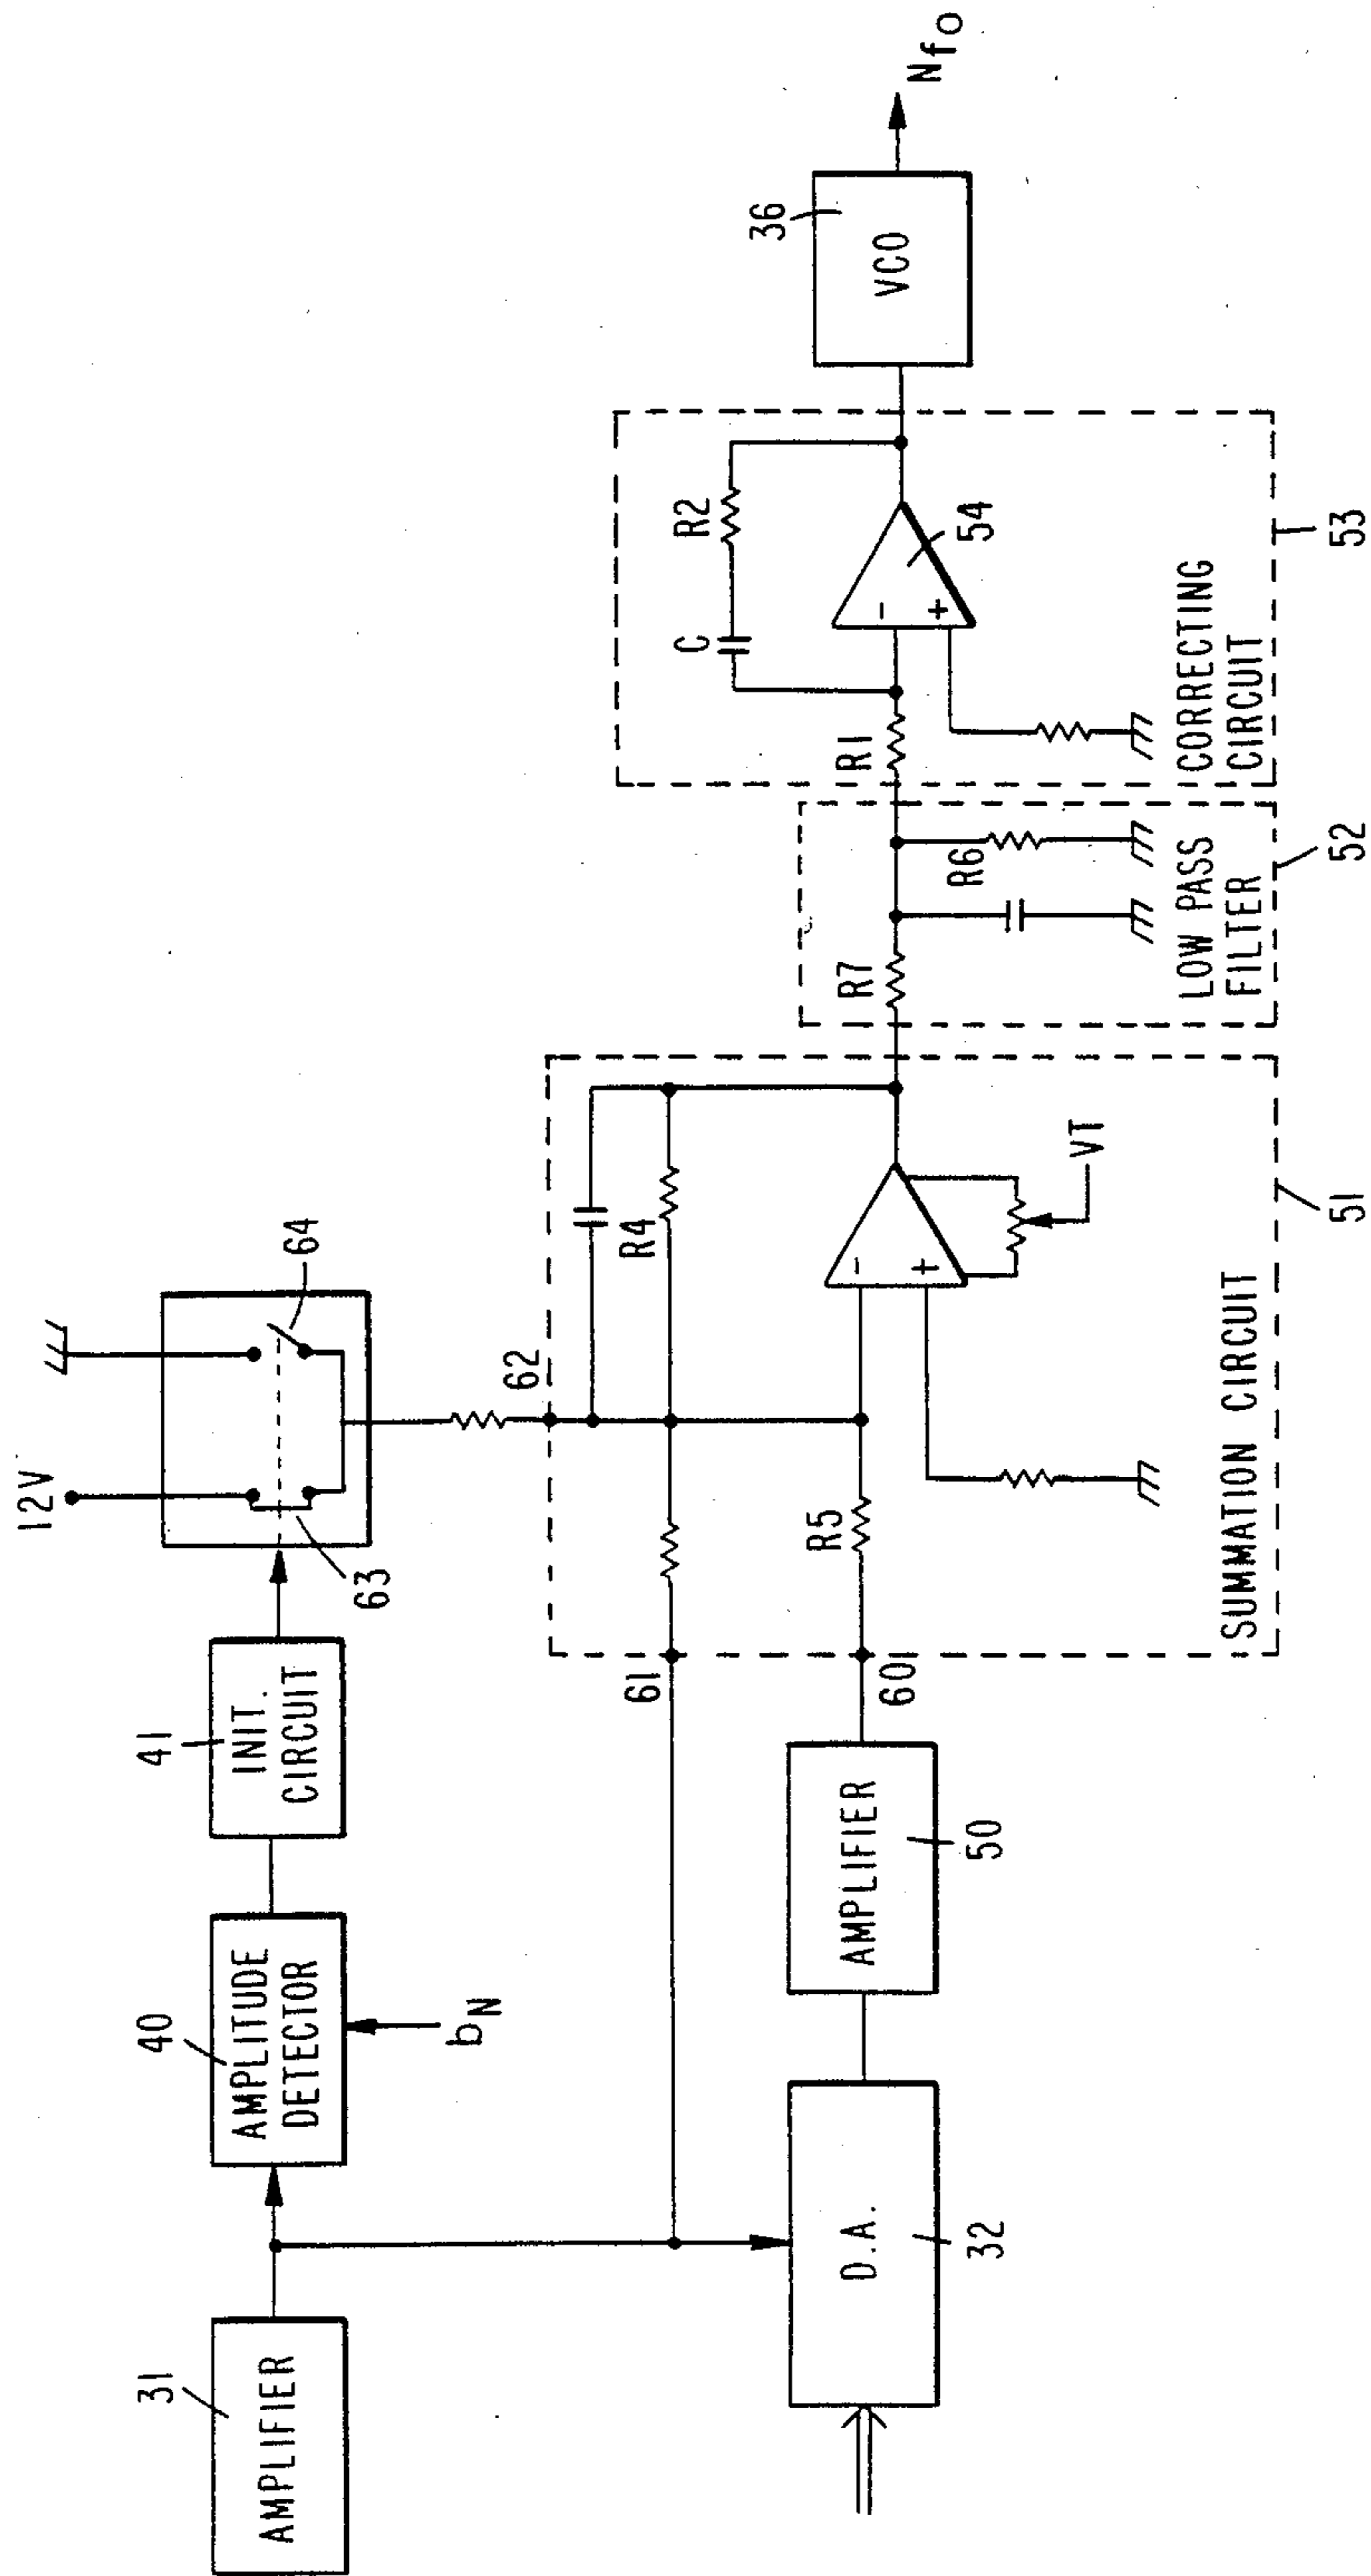 31
AMPLIFIER
40
AMPLITUDE
DETECTOR
bN
41
INIT.
CIRCUIT
12V
63
64
62
61
60
R4
R5
VT
SUMMATION CIRCUIT
51
D.A.
32
AMPLIFIER
50
R7
R6
LOW PASS
FILTER
52
R1
C
R2
54
CORRECTING
CIRCUIT
53
36
VCO
Nfo